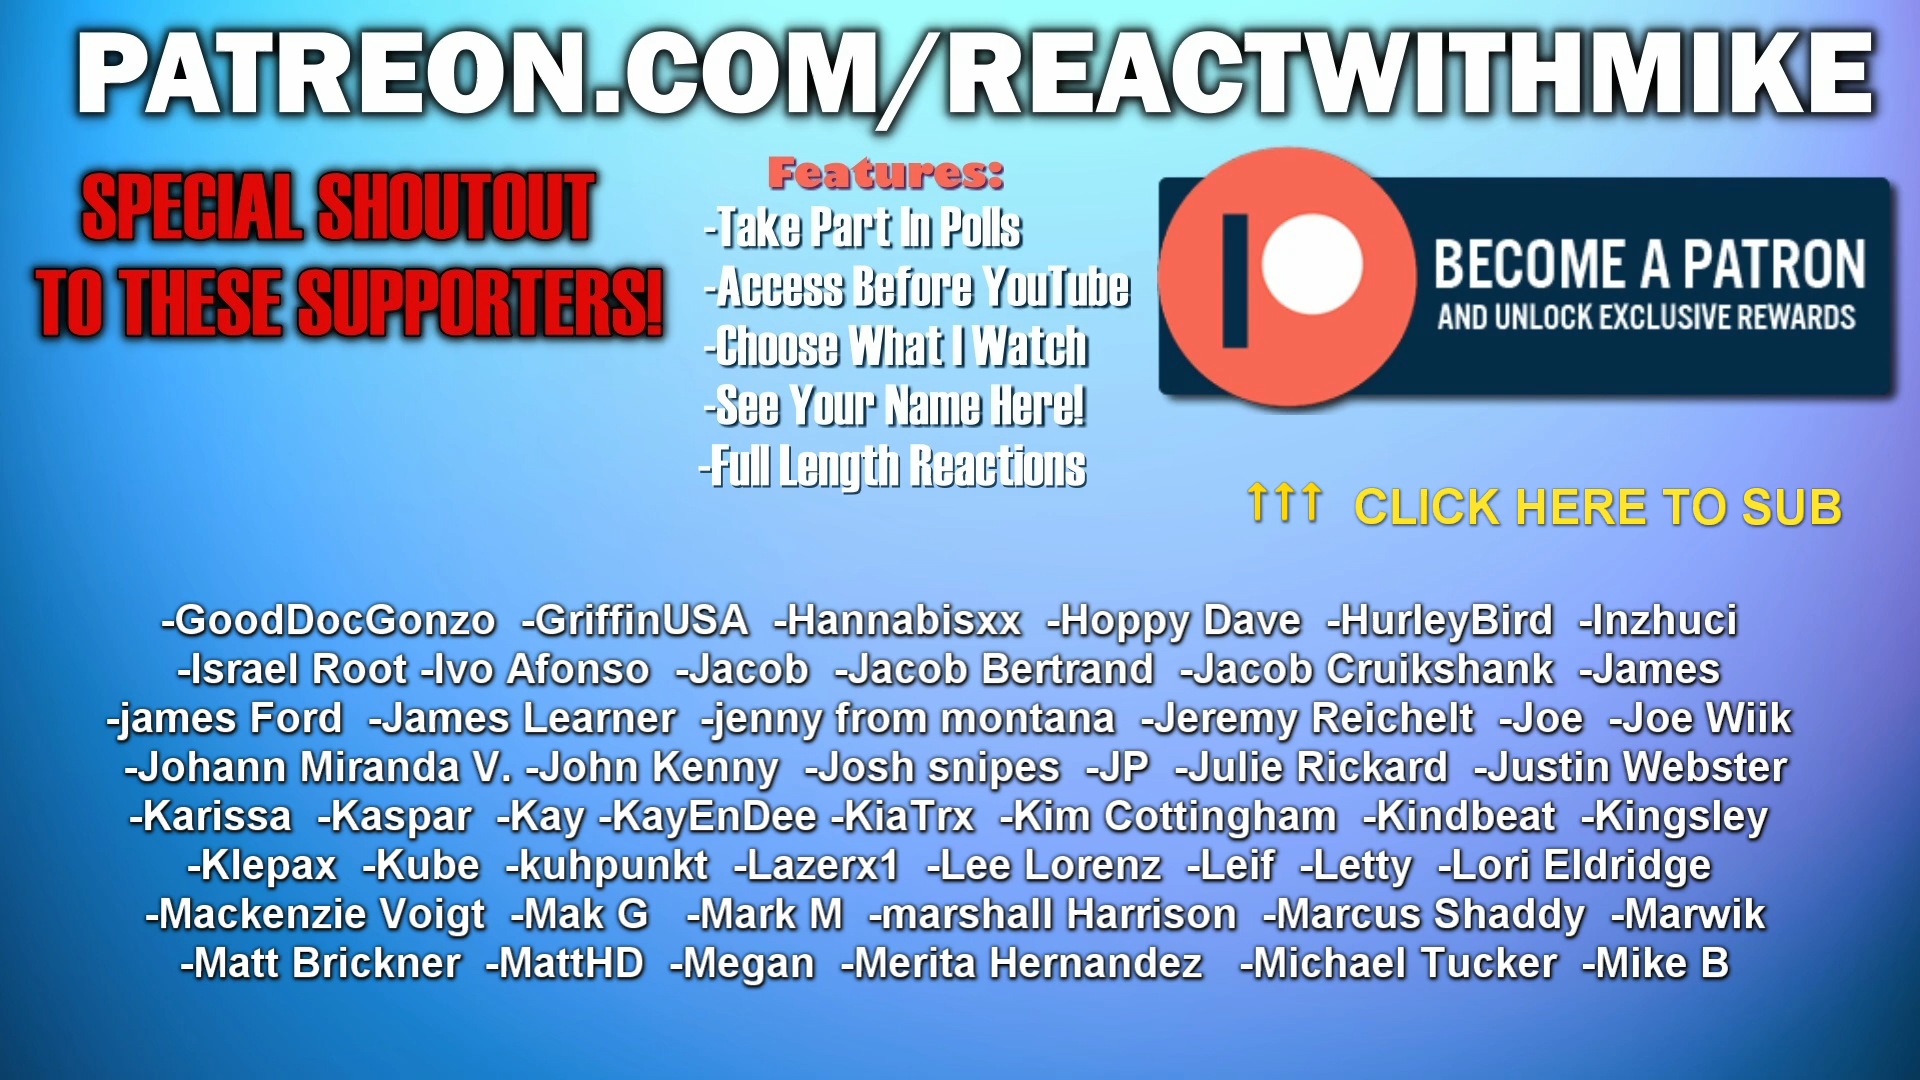 PATREON.COM/REACTWITHMIKE
SPECIAL SHOUTOUT
TO THESE SUPPORTERS!
Features:
-Take Part In Polls
-Access Before YouTube
-Choose What I Watch
-See Your Name Here!
-Full Length Reactions
BECOME A PATRON
AND UNLOCK EXCLUSIVE REWARDS
↑↑↑ CLICK HERE TO SUB
-GoodDocGonzo -GriffinUSA -Hannabisxx -Hoppy Dave -HurleyBird -Inzhuci
-Israel Root -Ivo Afonso -Jacob -Jacob Bertrand -Jacob Cruikshank -James
-james Ford -James Learner -jenny from montana -Jeremy Reichelt -Joe -Joe Wiik
-Johann Miranda V. -John Kenny -Josh snipes -JP -Julie Rickard -Justin Webster
-Karissa -Kaspar -Kay -KayEnDee -KiaTrx -Kim Cottingham -Kindbeat -Kingsley
-Klepax -Kube -kuhpunkt -Lazerx1 -Lee Lorenz -Leif -Letty -Lori Eldridge
-Mackenzie Voigt -Mak G -Mark M -marshall Harrison -Marcus Shaddy -Marwik
-Matt Brickner -MattHD -Megan -Merita Hernandez -Michael Tucker -Mike B